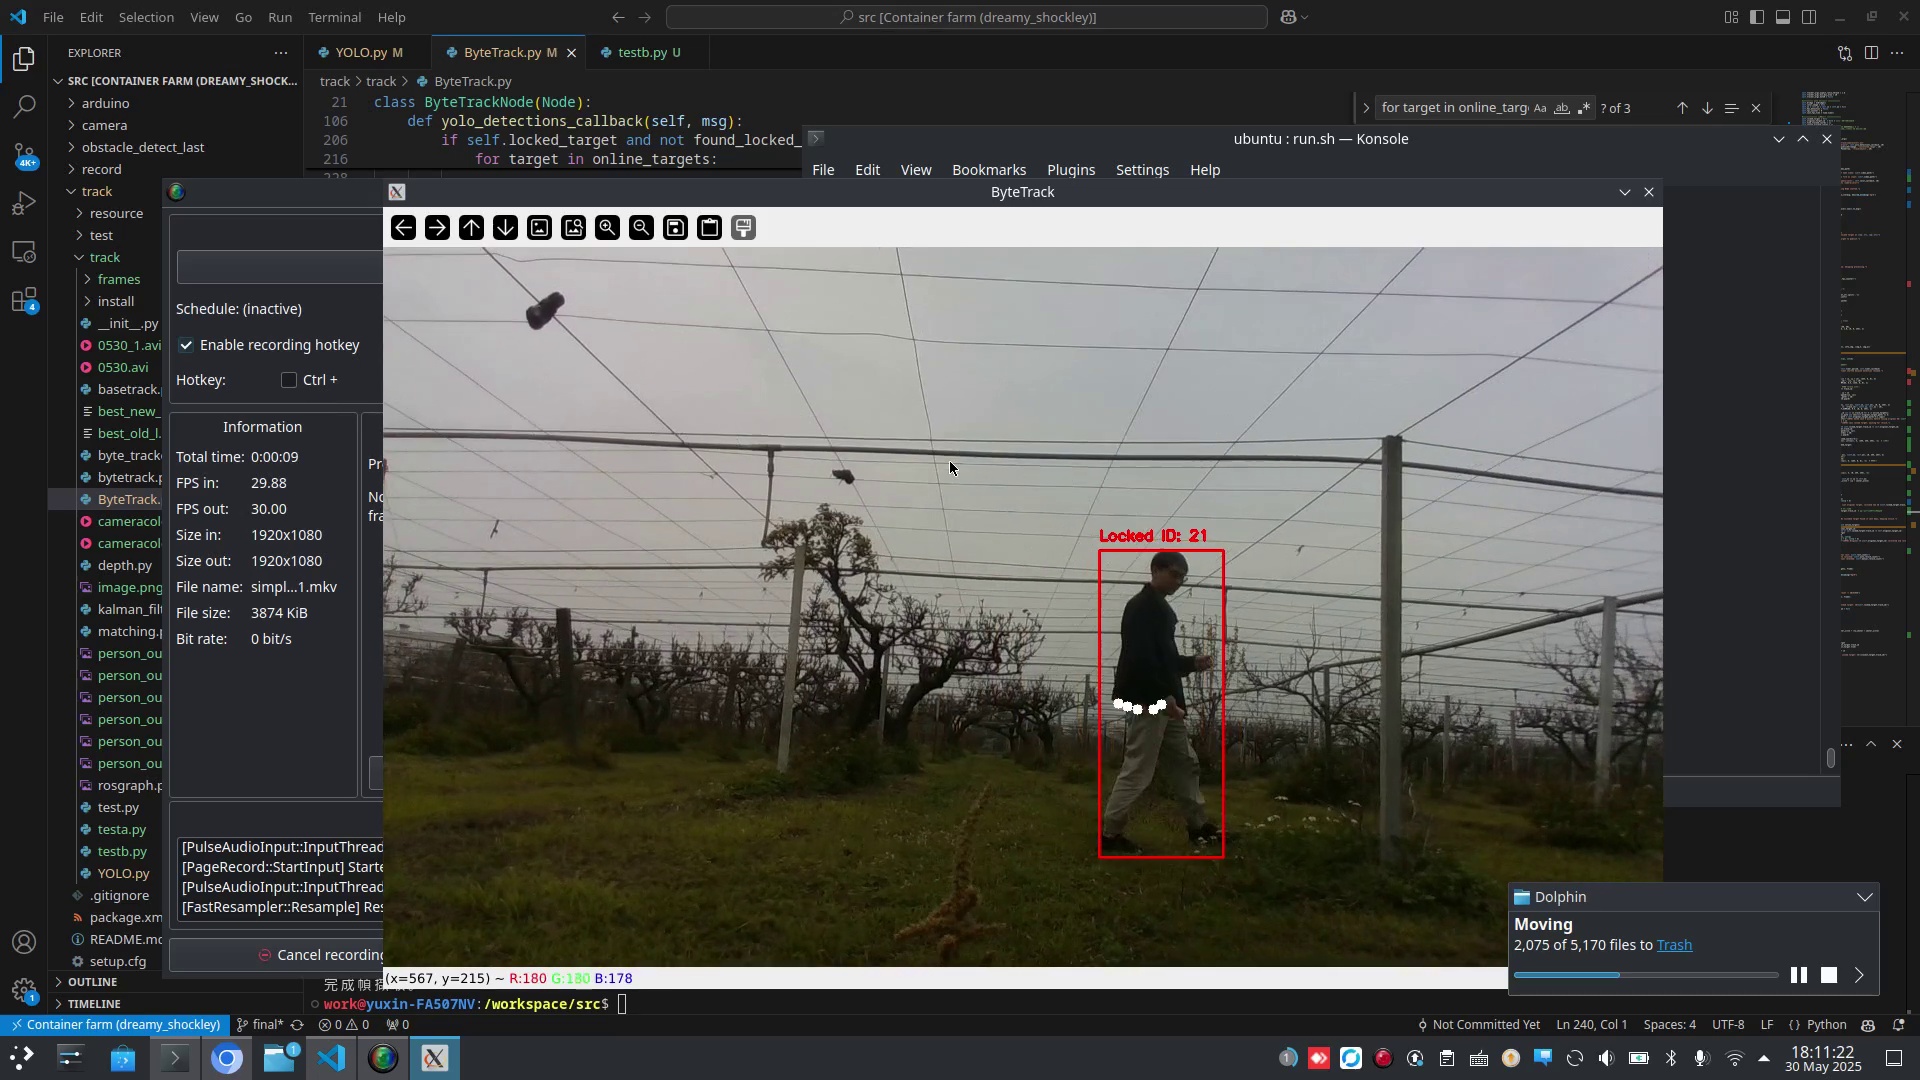 File Edit Selection View Go Run Terminal Help
src [Container farm (dreamy_shockley)]
EXPLORER
YOLO.py M
ByteTrack.py M
testb.py U
SRC [CONTAINER FARM (DREAMY_SHOCK...
track > track > ByteTrack.py
arduino
camera
obstacle_detect_last
record
track
resource
test
track
frames
install
__init__.py
0530_1.avi
0530.avi
basetrack.
best_new_
best_old_l.
byte_track
bytetrack.p
ByteTrack.
cameracol
cameracol
depth.py
image.png
kalman_filt
matching.p
person_ou
person_ou
person_ou
person_ou
person_ou
person_ou
rosgraph.p
test.py
testa.py
testb.py
YOLO.py
.gitignore
package.xm
README.md
setup.cfg
OUTLINE
TIMELINE
4K+
4
1
21 class ByteTrackNode(Node):
106 def yolo_detections_callback(self, msg):
206 if self.locked_target and not found_locked_
216 for target in online_targets:
228
for target in online_targ
Aa ab
? of 3
ubuntu : run.sh — Konsole
File Edit View Bookmarks Plugins Settings Help
ByteTrack
Schedule: (inactive)
Enable recording hotkey
Hotkey: Ctrl +
Information
Total time: 0:00:09
FPS in: 29.88
FPS out: 30.00
Size in: 1920x1080
Size out: 1920x1080
File name: simpl...1.mkv
File size: 3874 KiB
Bit rate: 0 bit/s
Pr
No
fra
[PulseAudioInput::InputThread
[PageRecord::StartInput] Starte
[PulseAudioInput::InputThread
[FastResampler::Resample] Res
Cancel recording
Locked ID: 21
(x=567, y=215) ~ R:180 G:180 B:178
work@yuxin-FA507NV:/workspace/src$
Dolphin
Moving
2,075 of 5,170 files to Trash
Container farm (dreamy_shockley)
final*
0 0
0
Not Committed Yet
Ln 240, Col 1
Spaces: 4
UTF-8
LF
{} Python
1
1
18:11:22
30 May 2025